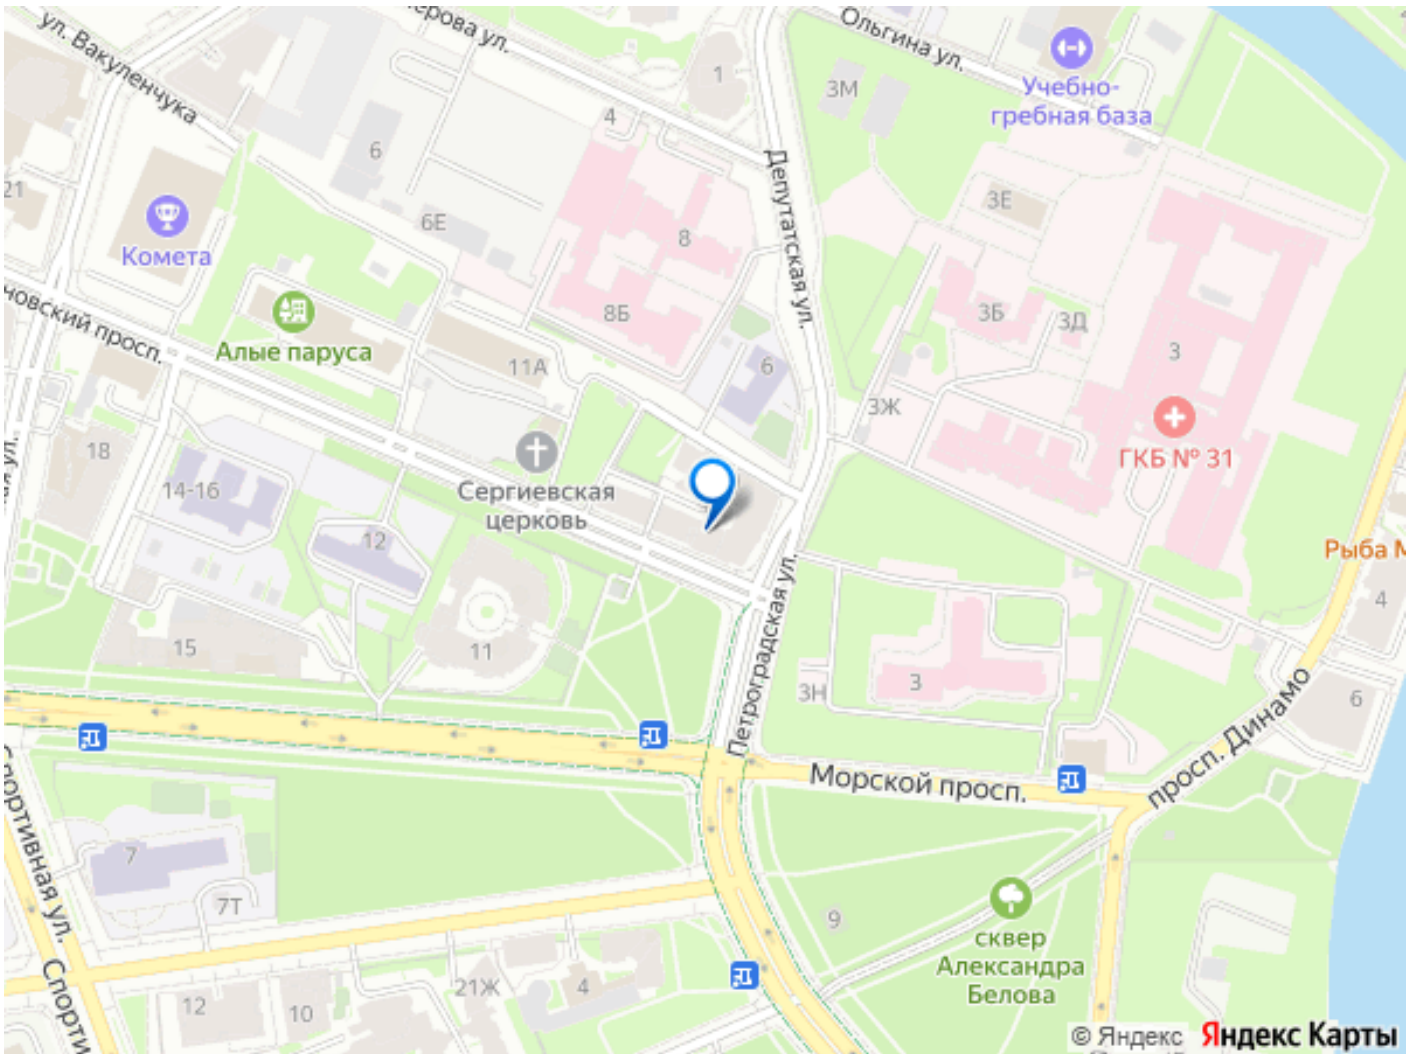 ул. Вакуленчука
ул.
Ольгина ул.
Учебно-
гребная база
1
3М
4
6
21
Комета
6Е
8
3Е
Депутатская ул.
8Б
3Б
3Д
3
новский просп.
Алые паруса
11А
6
3Ж
ГКБ № 31
18
14-16
Сергиевская
церковь
12
ул.
Рыба М
4
15
11
Петроградская ул.
3
3Н
6
просп. Динамо
Морской просп.
Спортивная ул.
7
7Т
9
сквер
Александра
Белова
12
10
21Ж
4
Спорти
© Яндекс Яндекс Карты